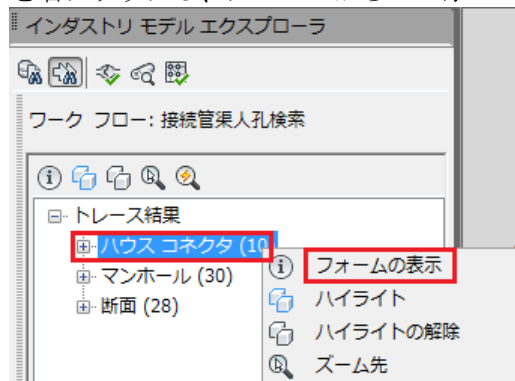 インダストリ モデル エクスプローラ
ワーク フロー: 接続管渠人孔検索
トレース結果
ハウス コネクタ (10
マンホール (30)
断面 (28)
フォームの表示
ハイライト
ハイライトの解除
ズーム先